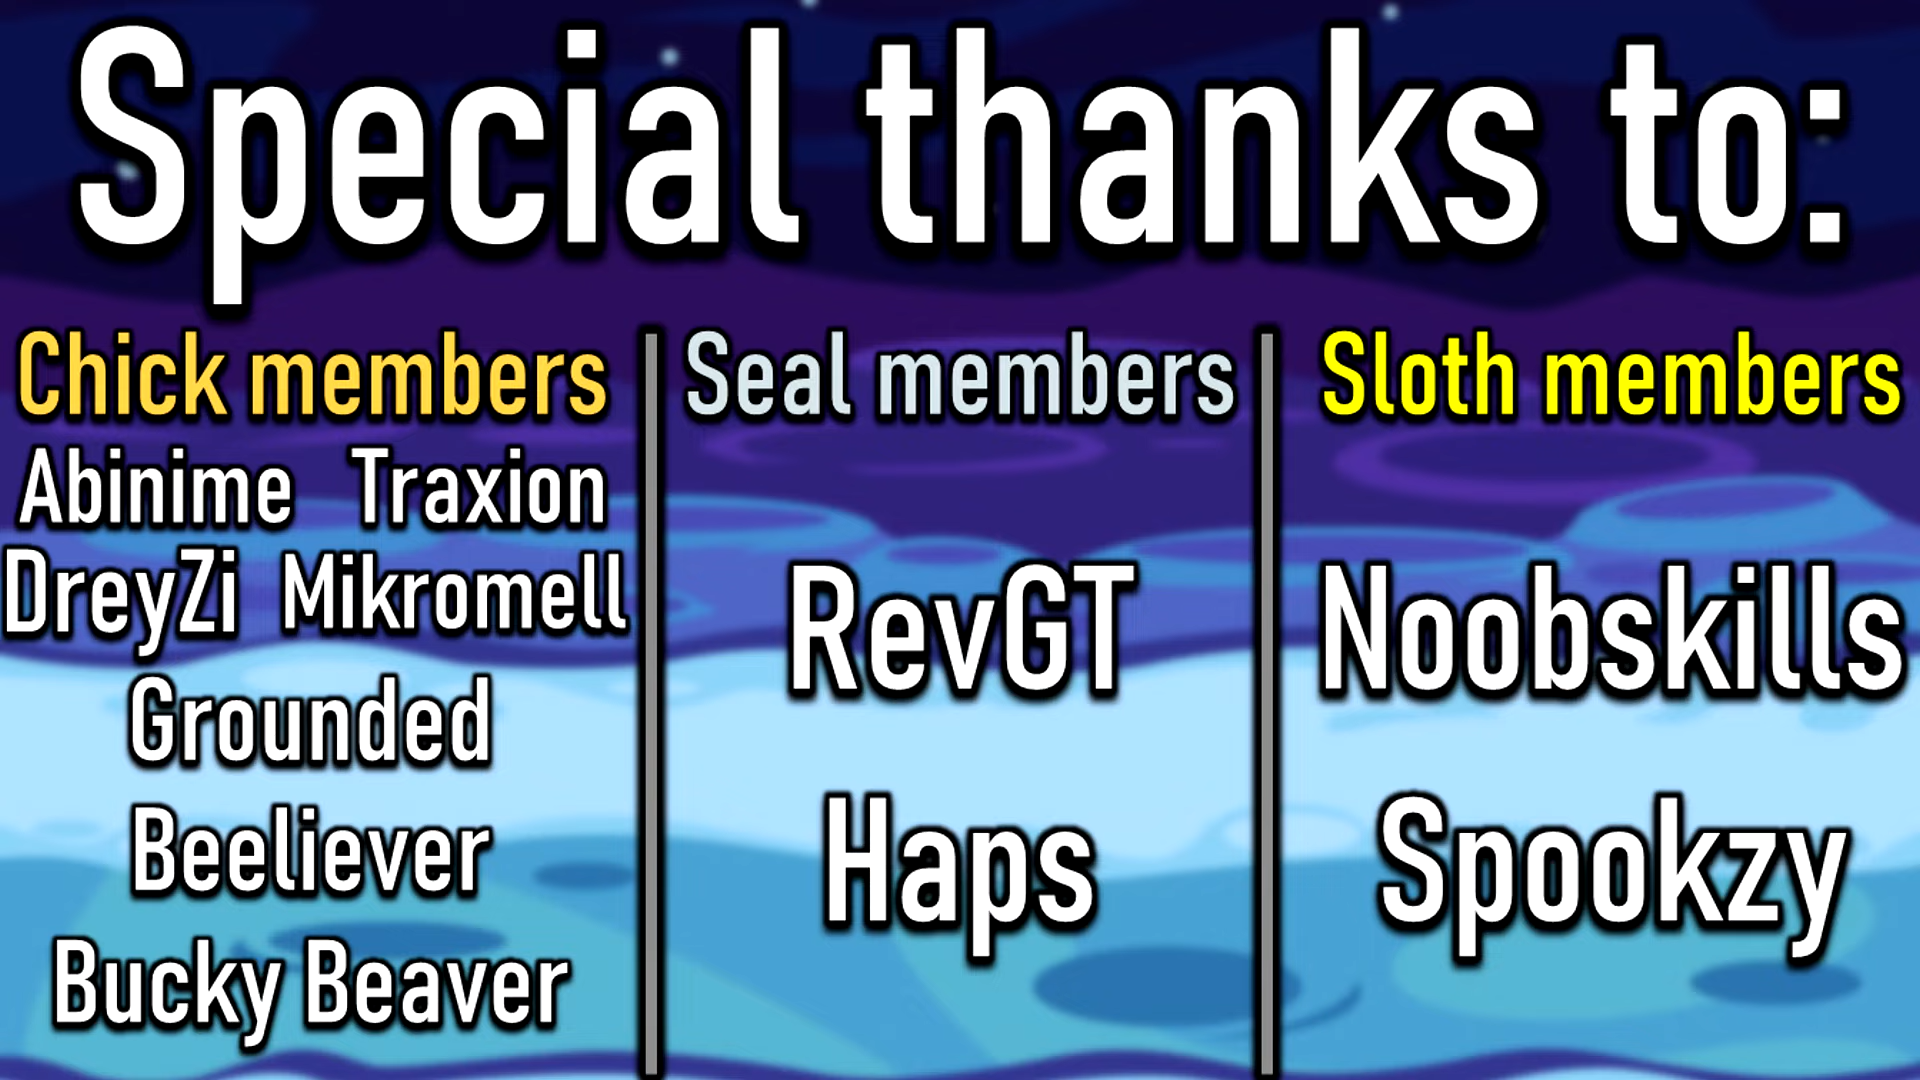 Special thanks to:
Chick members
Abinime Traxion
DreyZi Mikromell
Grounded
Beeliever
Bucky Beaver
Seal members
RevGT
Haps
Sloth members
Noobskills
Spookzy